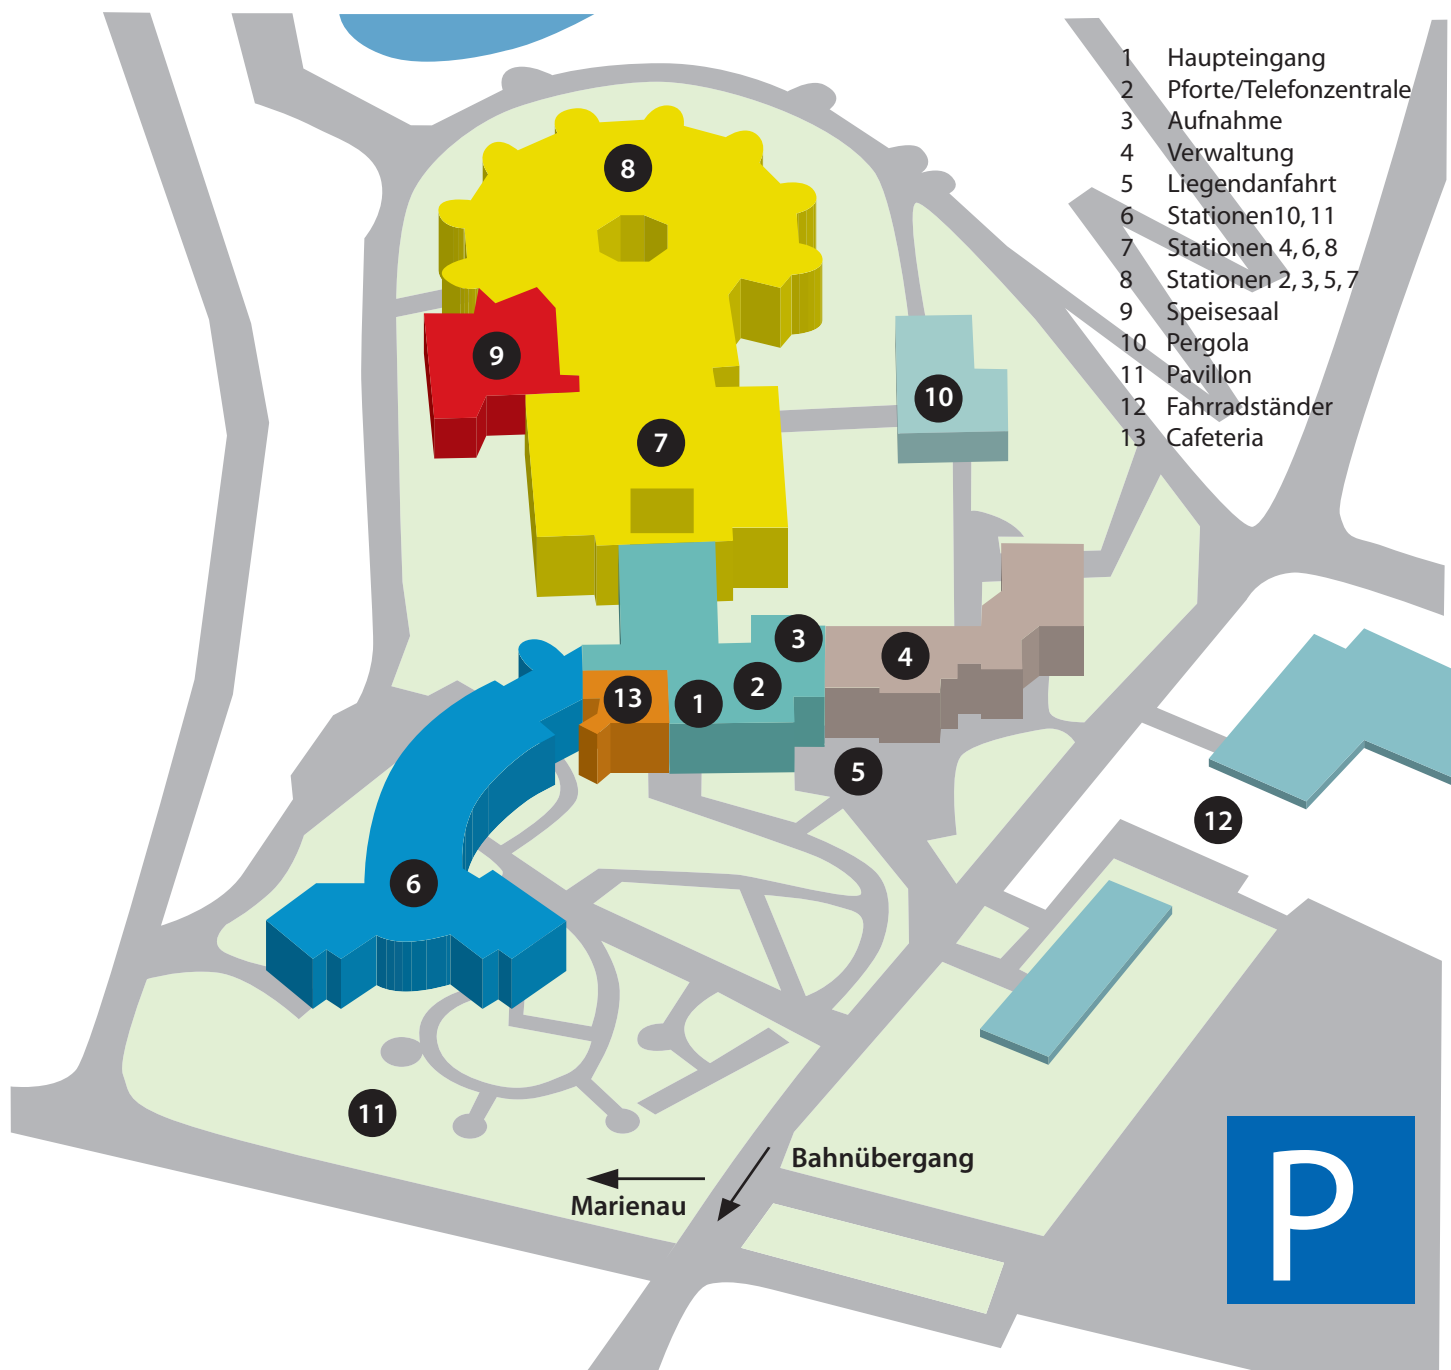 1 Haupteingang
2 Pforte/Telefonzentrale
3 Aufnahme
4 Verwaltung
5 Liegendanfahrt
6 Stationen10, 11
7 Stationen 4, 6, 8
8 Stationen 2, 3, 5, 7
9 Speisesaal
10 Pergola
11 Pavillon
12 Fahrradständer
13 Cafeteria
8
9
10
7
3
4
13
1
2
5
12
6
11
Bahnübergang
Marienau
P